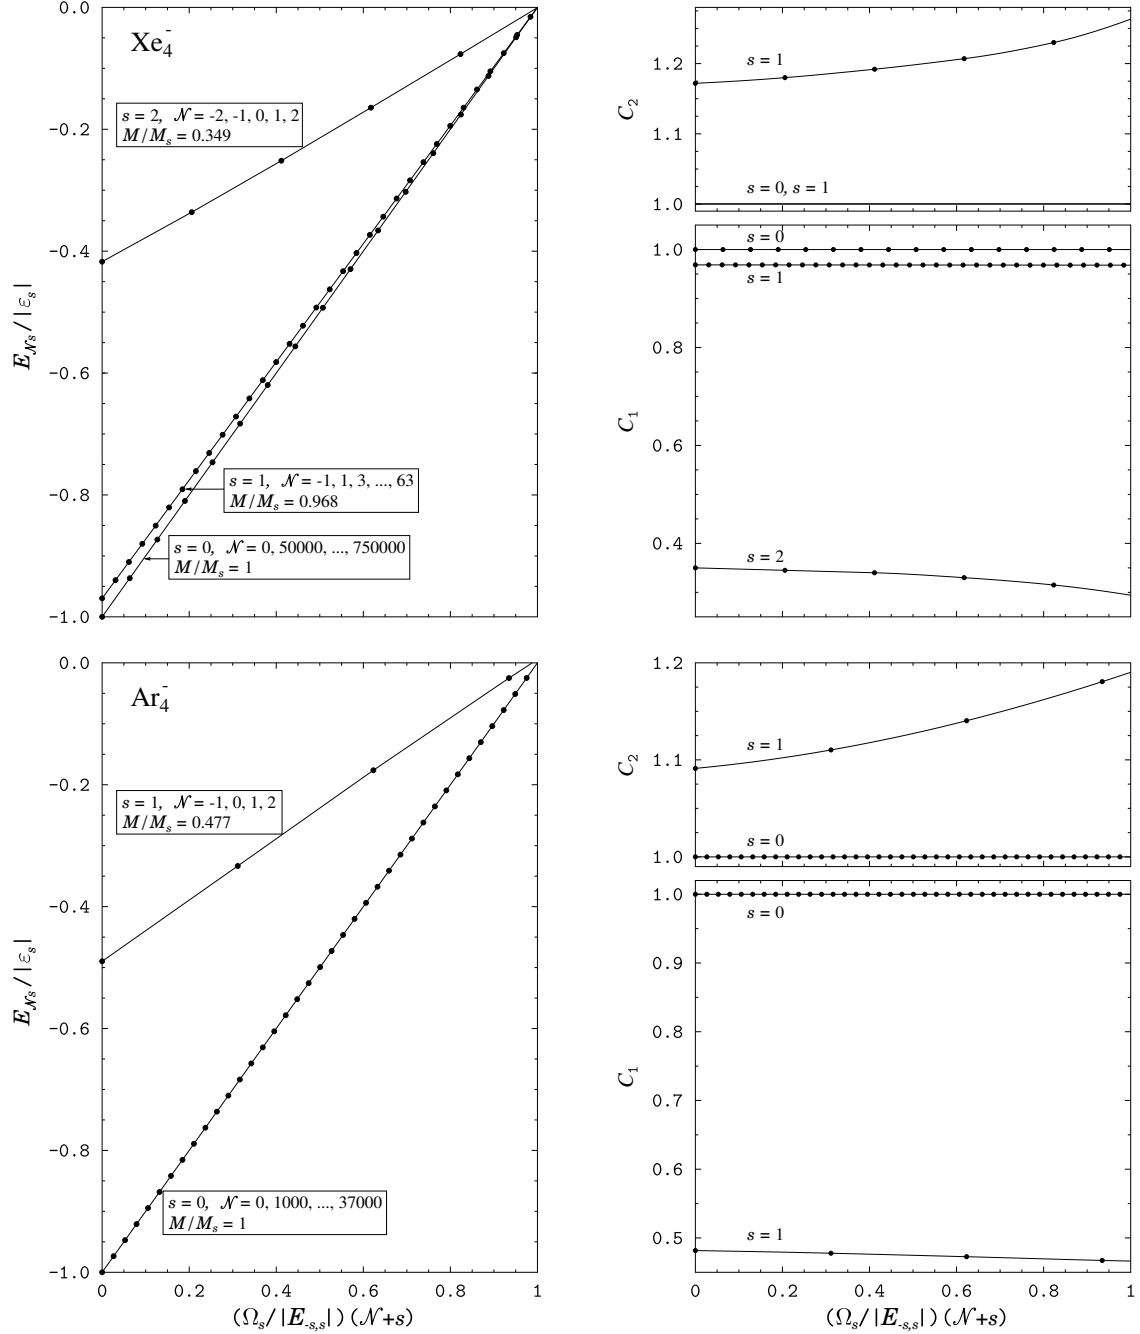 Xe₄⁻
0.0
-0.2
-0.4
-0.6
-0.8
-1.0
E𝒩s / |εs|
s = 2, 𝒩 = -2, -1, 0, 1, 2
M/Ms = 0.349
s = 1, 𝒩 = -1, 1, 3, ..., 63
M/Ms = 0.968
s = 0, 𝒩 = 0, 50000, ..., 750000
M/Ms = 1
1.2
1.1
1.0
C₂
s = 1
s = 0, s = 1
1.0
0.8
0.6
0.4
C₁
s = 0
s = 1
s = 2
Ar₄⁻
0.0
-0.2
-0.4
-0.6
-0.8
-1.0
E𝒩s / |εs|
s = 1, 𝒩 = -1, 0, 1, 2
M/Ms = 0.477
s = 0, 𝒩 = 0, 1000, ..., 37000
M/Ms = 1
0 0.2 0.4 0.6 0.8 1
(Ωs / |E-s,s|) (𝒩+s)
1.2
1.1
1.0
C₂
s = 1
s = 0
1.0
0.9
0.8
0.7
0.6
0.5
C₁
s = 0
s = 1
0 0.2 0.4 0.6 0.8 1
(Ωs / |E-s,s|) (𝒩+s)